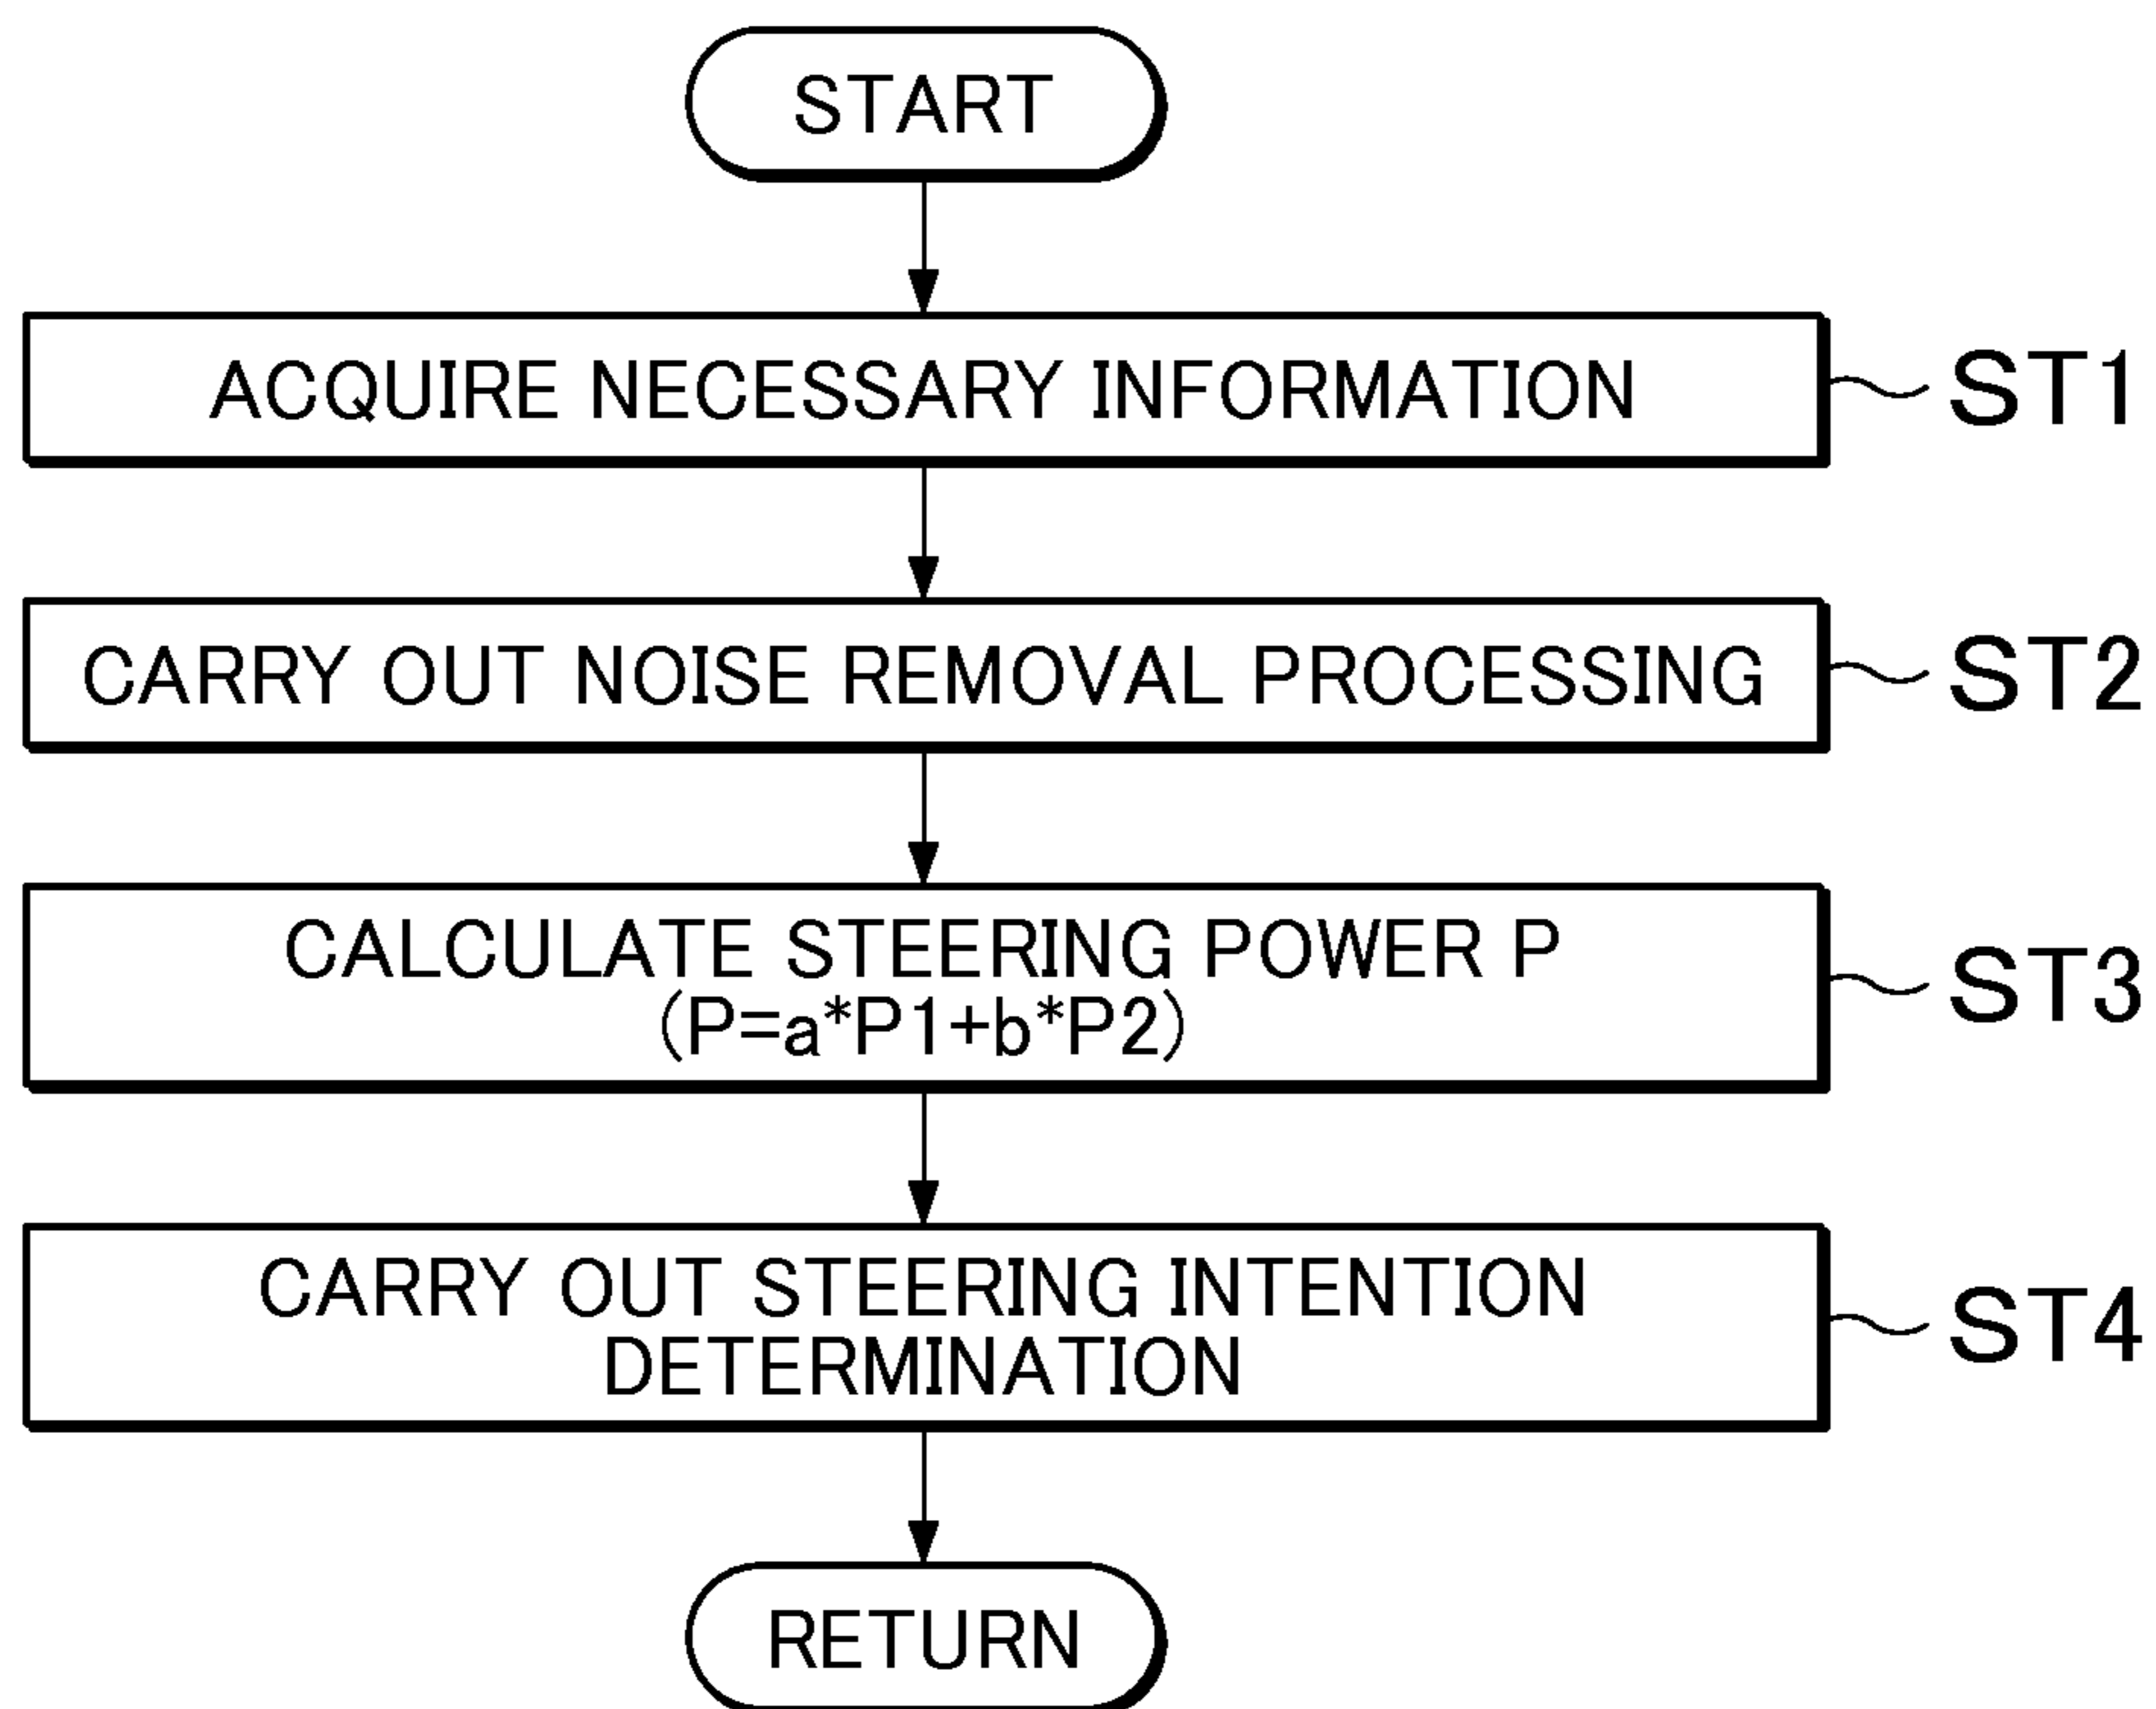 START
ACQUIRE NECESSARY INFORMATION
ST1
CARRY OUT NOISE REMOVAL PROCESSING
ST2
CALCULATE STEERING POWER P
(P=a*P1+b*P2)
ST3
CARRY OUT STEERING INTENTION
DETERMINATION
ST4
RETURN